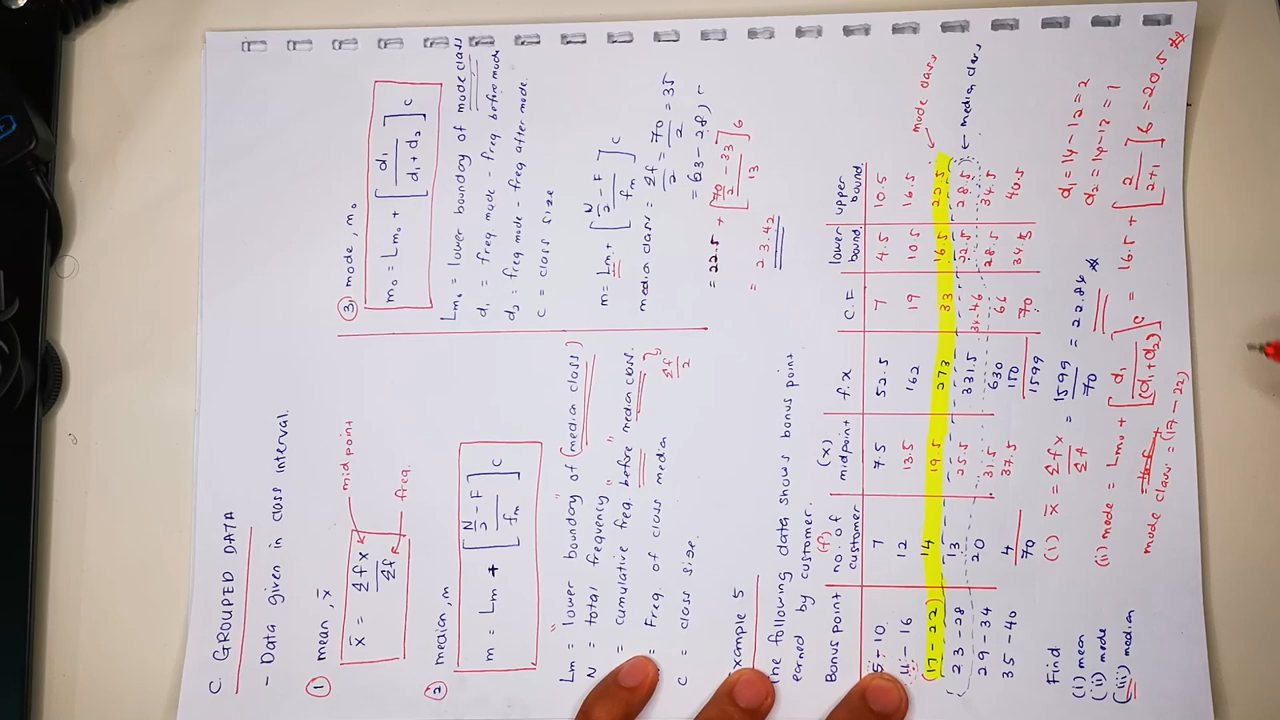 C. GROUPED DATA
- Data given in class interval.
① mean, x̄
x̄ = Σfx / Σf
midpoint
freq.
② median, m
m = Lm + [ (N/2 - F) / fm ] c
Lm = "lower boundary" of (median class)
N = total frequency
= cumulative freq. "before" median class.
= Freq. of class median
c = class size.
Σf/2
③ mode, mo
mo = Lmo + [ d1 / (d1 + d2) ] c
Lmo = lower boundary of mode class
d1 = freq mode - freq before mode
d2 = freq mode - freq after mode.
c = class size
m = Lm + [ (N/2 - F) / fm ] c
median class = Σf/2 = 70/2 = 35
= (23 - 28)
= 22.5 + [ (70/2 - 33) / 13 ] 6
= 23.42
xample 5
the following data shows bonus point
earned by customer.
Bonus point (f) no. of customer (x) midpoint f.x C.F lower bound. upper bound.
5 - 10 7 7.5 52.5 7 4.5 10.5
11 - 16 12 13.5 162 19 10.5 16.5
(17 - 22) 14 19.5 273 33 16.5 22.5 ← mode class
23 - 28 13 25.5 331.5 46 22.5 28.5 ← median class
29 - 34 20 31.5 630 66 28.5 34.5
35 - 40 4 37.5 150 70 34.5 40.5
70 1599
Find
(i) mean
(ii) mode
(iii) median
(i) x̄ = Σfx / Σf = 1599 / 70 = 22.84
(ii) mode = Lmo + [ d1 / (d1 + d2) ] c = 16.5 + [ 2 / (2+1) ] 6 = 20.5
mode class = (17 - 22)
d1 = 14 - 12 = 2
d2 = 14 - 13 = 1